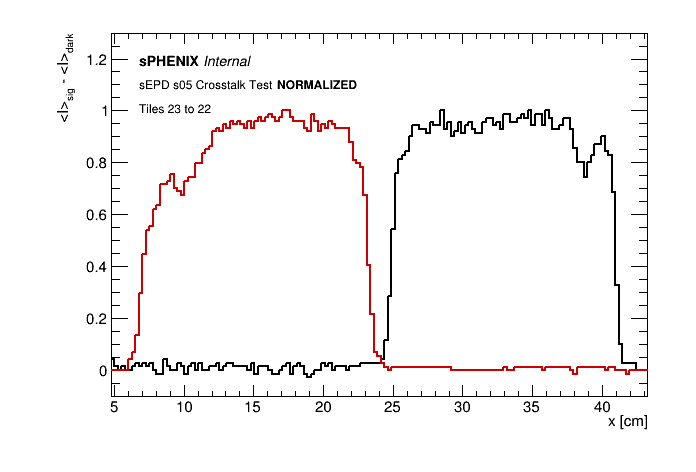 <I>sig - <I>dark
1.2
1
0.8
0.6
0.4
0.2
0
sPHENIX Internal
sEPD s05 Crosstalk Test NORMALIZED
Tiles 23 to 22
5 10 15 20 25 30 35 40
x [cm]